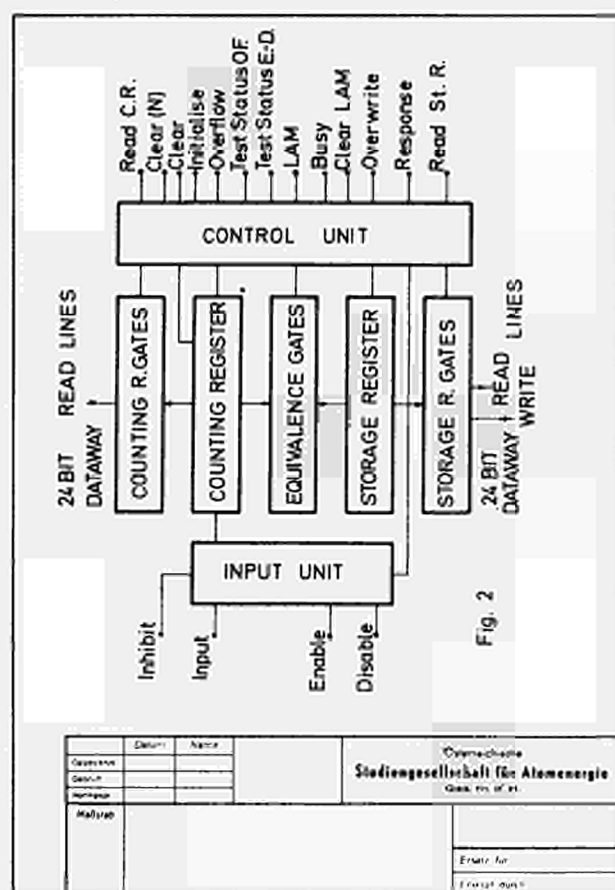 Read C.R.
Clear (N)
Clear
Initialise
Overflow
Test Status OF.
Test Status E-D.
LAM
Busy
Clear LAM
Overwrite
Response
Read St. R.
CONTROL UNIT
24 BIT READ LINES
DATAWAY
COUNTING R.GATES
COUNTING REGISTER
EQUIVALENCE GATES
STORAGE REGISTER
STORAGE R. GATES
24 BIT READ LINES
DATAWAY WRITE
INPUT UNIT
Inhibit
Input
Enable
Disable
Fig. 2
Datum Name
Österreichische
Studiengesellschaft für Atomenergie
Maßstab
Ersatz für
Ersetzt durch